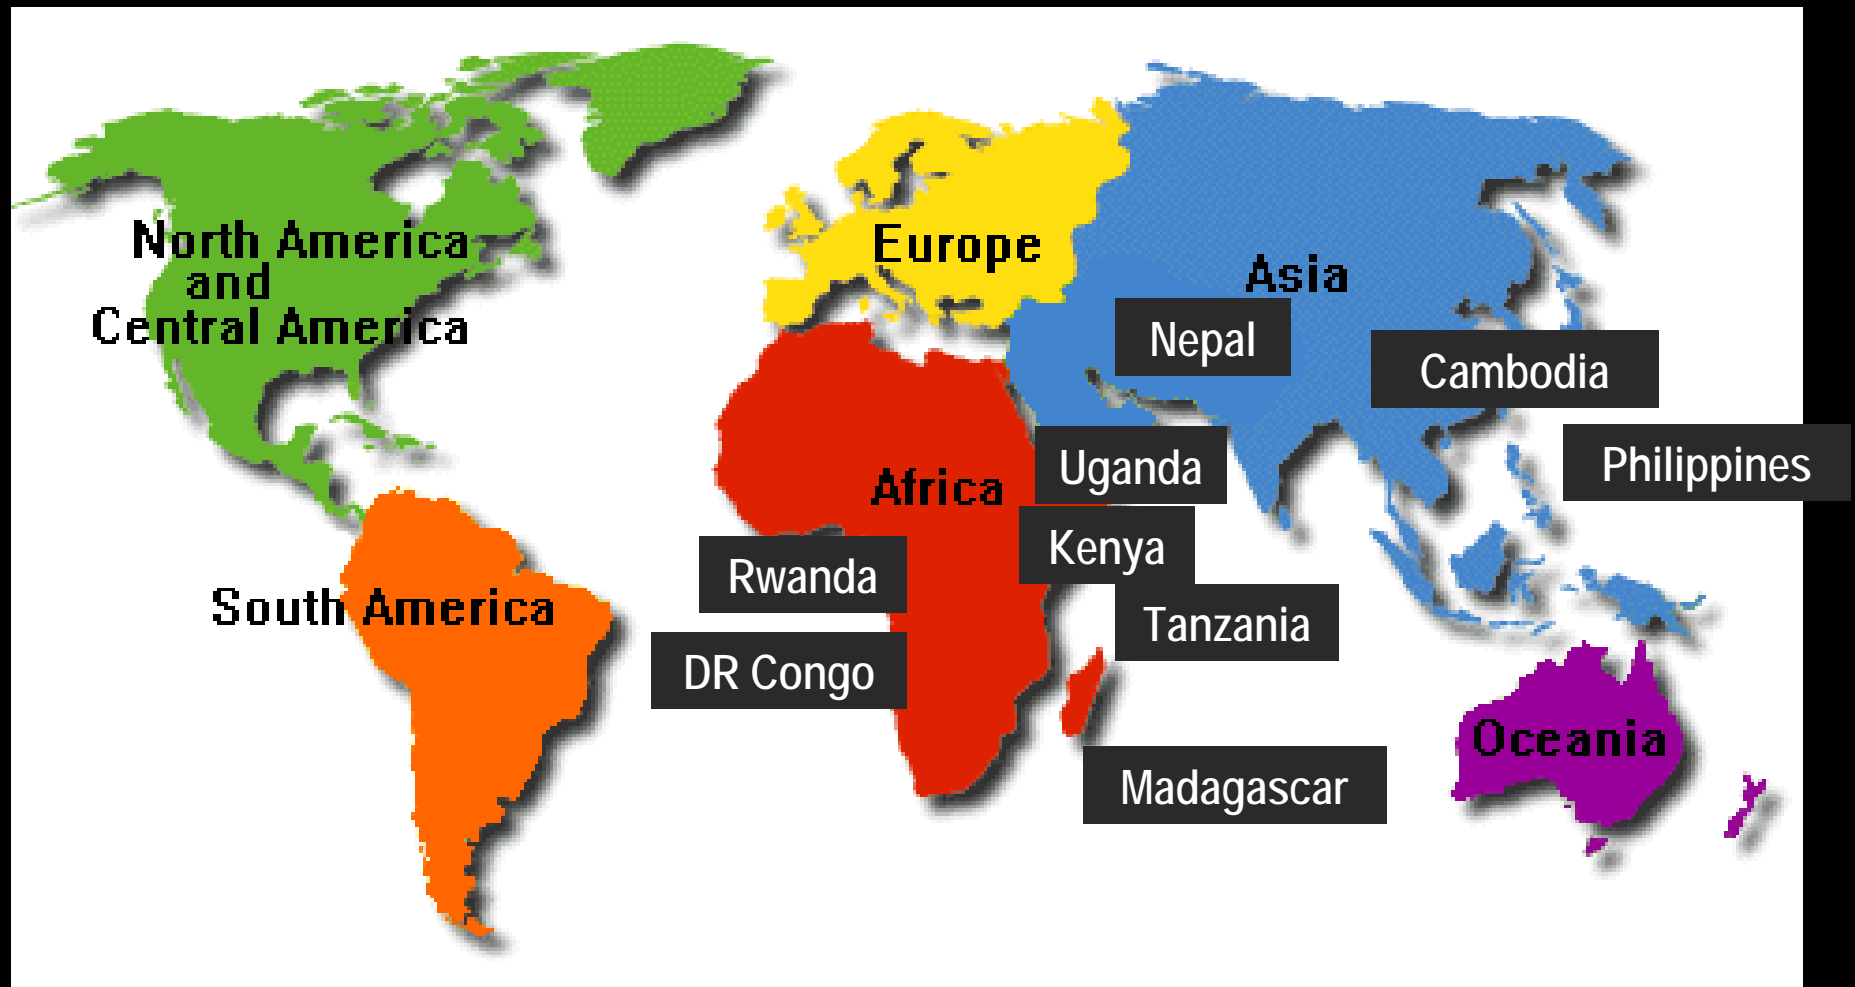 North America
and
Central America
Europe
Asia
Nepal
Cambodia
Philippines
Uganda
Africa
Kenya
Rwanda
Tanzania
South America
DR Congo
Oceania
Madagascar